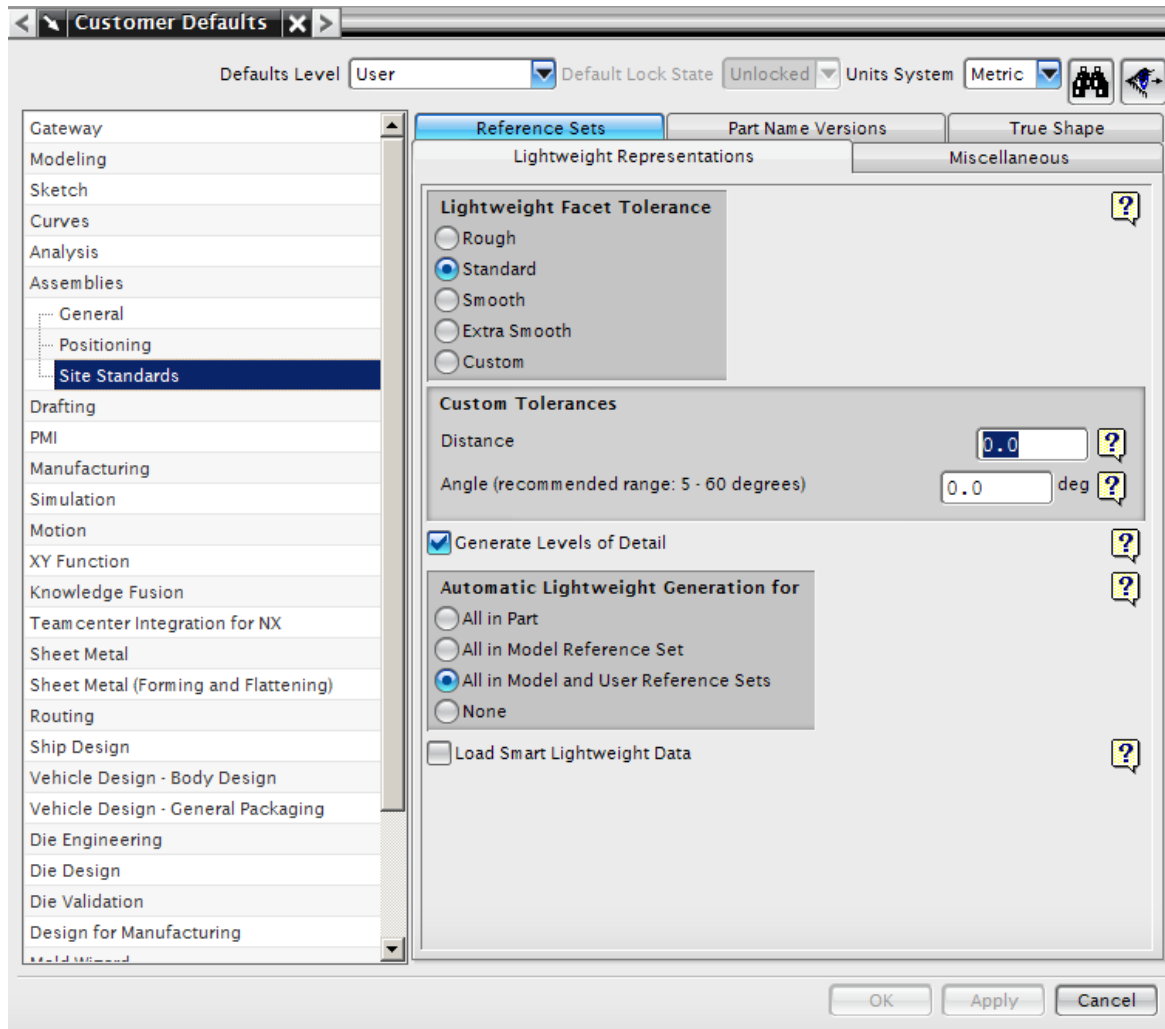 Customer Defaults
Defaults Level User Default Lock State Unlocked Units System Metric
Gateway
Modeling
Sketch
Curves
Analysis
Assemblies
General
Positioning
Site Standards
Drafting
PMI
Manufacturing
Simulation
Motion
XY Function
Knowledge Fusion
Teamcenter Integration for NX
Sheet Metal
Sheet Metal (Forming and Flattening)
Routing
Ship Design
Vehicle Design - Body Design
Vehicle Design - General Packaging
Die Engineering
Die Design
Die Validation
Design for Manufacturing
Mold Wizard
Reference Sets Part Name Versions True Shape
Lightweight Representations Miscellaneous
Lightweight Facet Tolerance
Rough
Standard
Smooth
Extra Smooth
Custom
Custom Tolerances
Distance 0.0
Angle (recommended range: 5 - 60 degrees) 0.0 deg
Generate Levels of Detail
Automatic Lightweight Generation for
All in Part
All in Model Reference Set
All in Model and User Reference Sets
None
Load Smart Lightweight Data
OK Apply Cancel